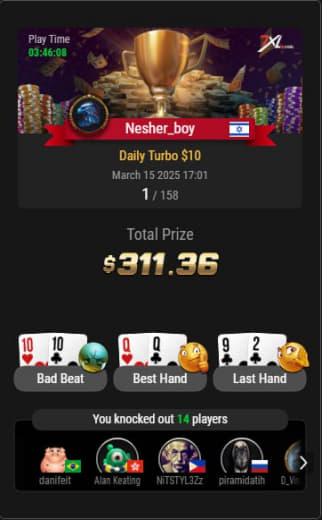 Play Time
03:46:08
7XL
Nesher_boy
Daily Turbo $10
March 15 2025 17:01
1 / 158
Total Prize
$311.36
10 10
Q Q
9 2
Bad Beat
Best Hand
Last Hand
You knocked out 14 players
danifeit
Alan Keating
NiTSTYL3Zz
piramidatih
D_Vin